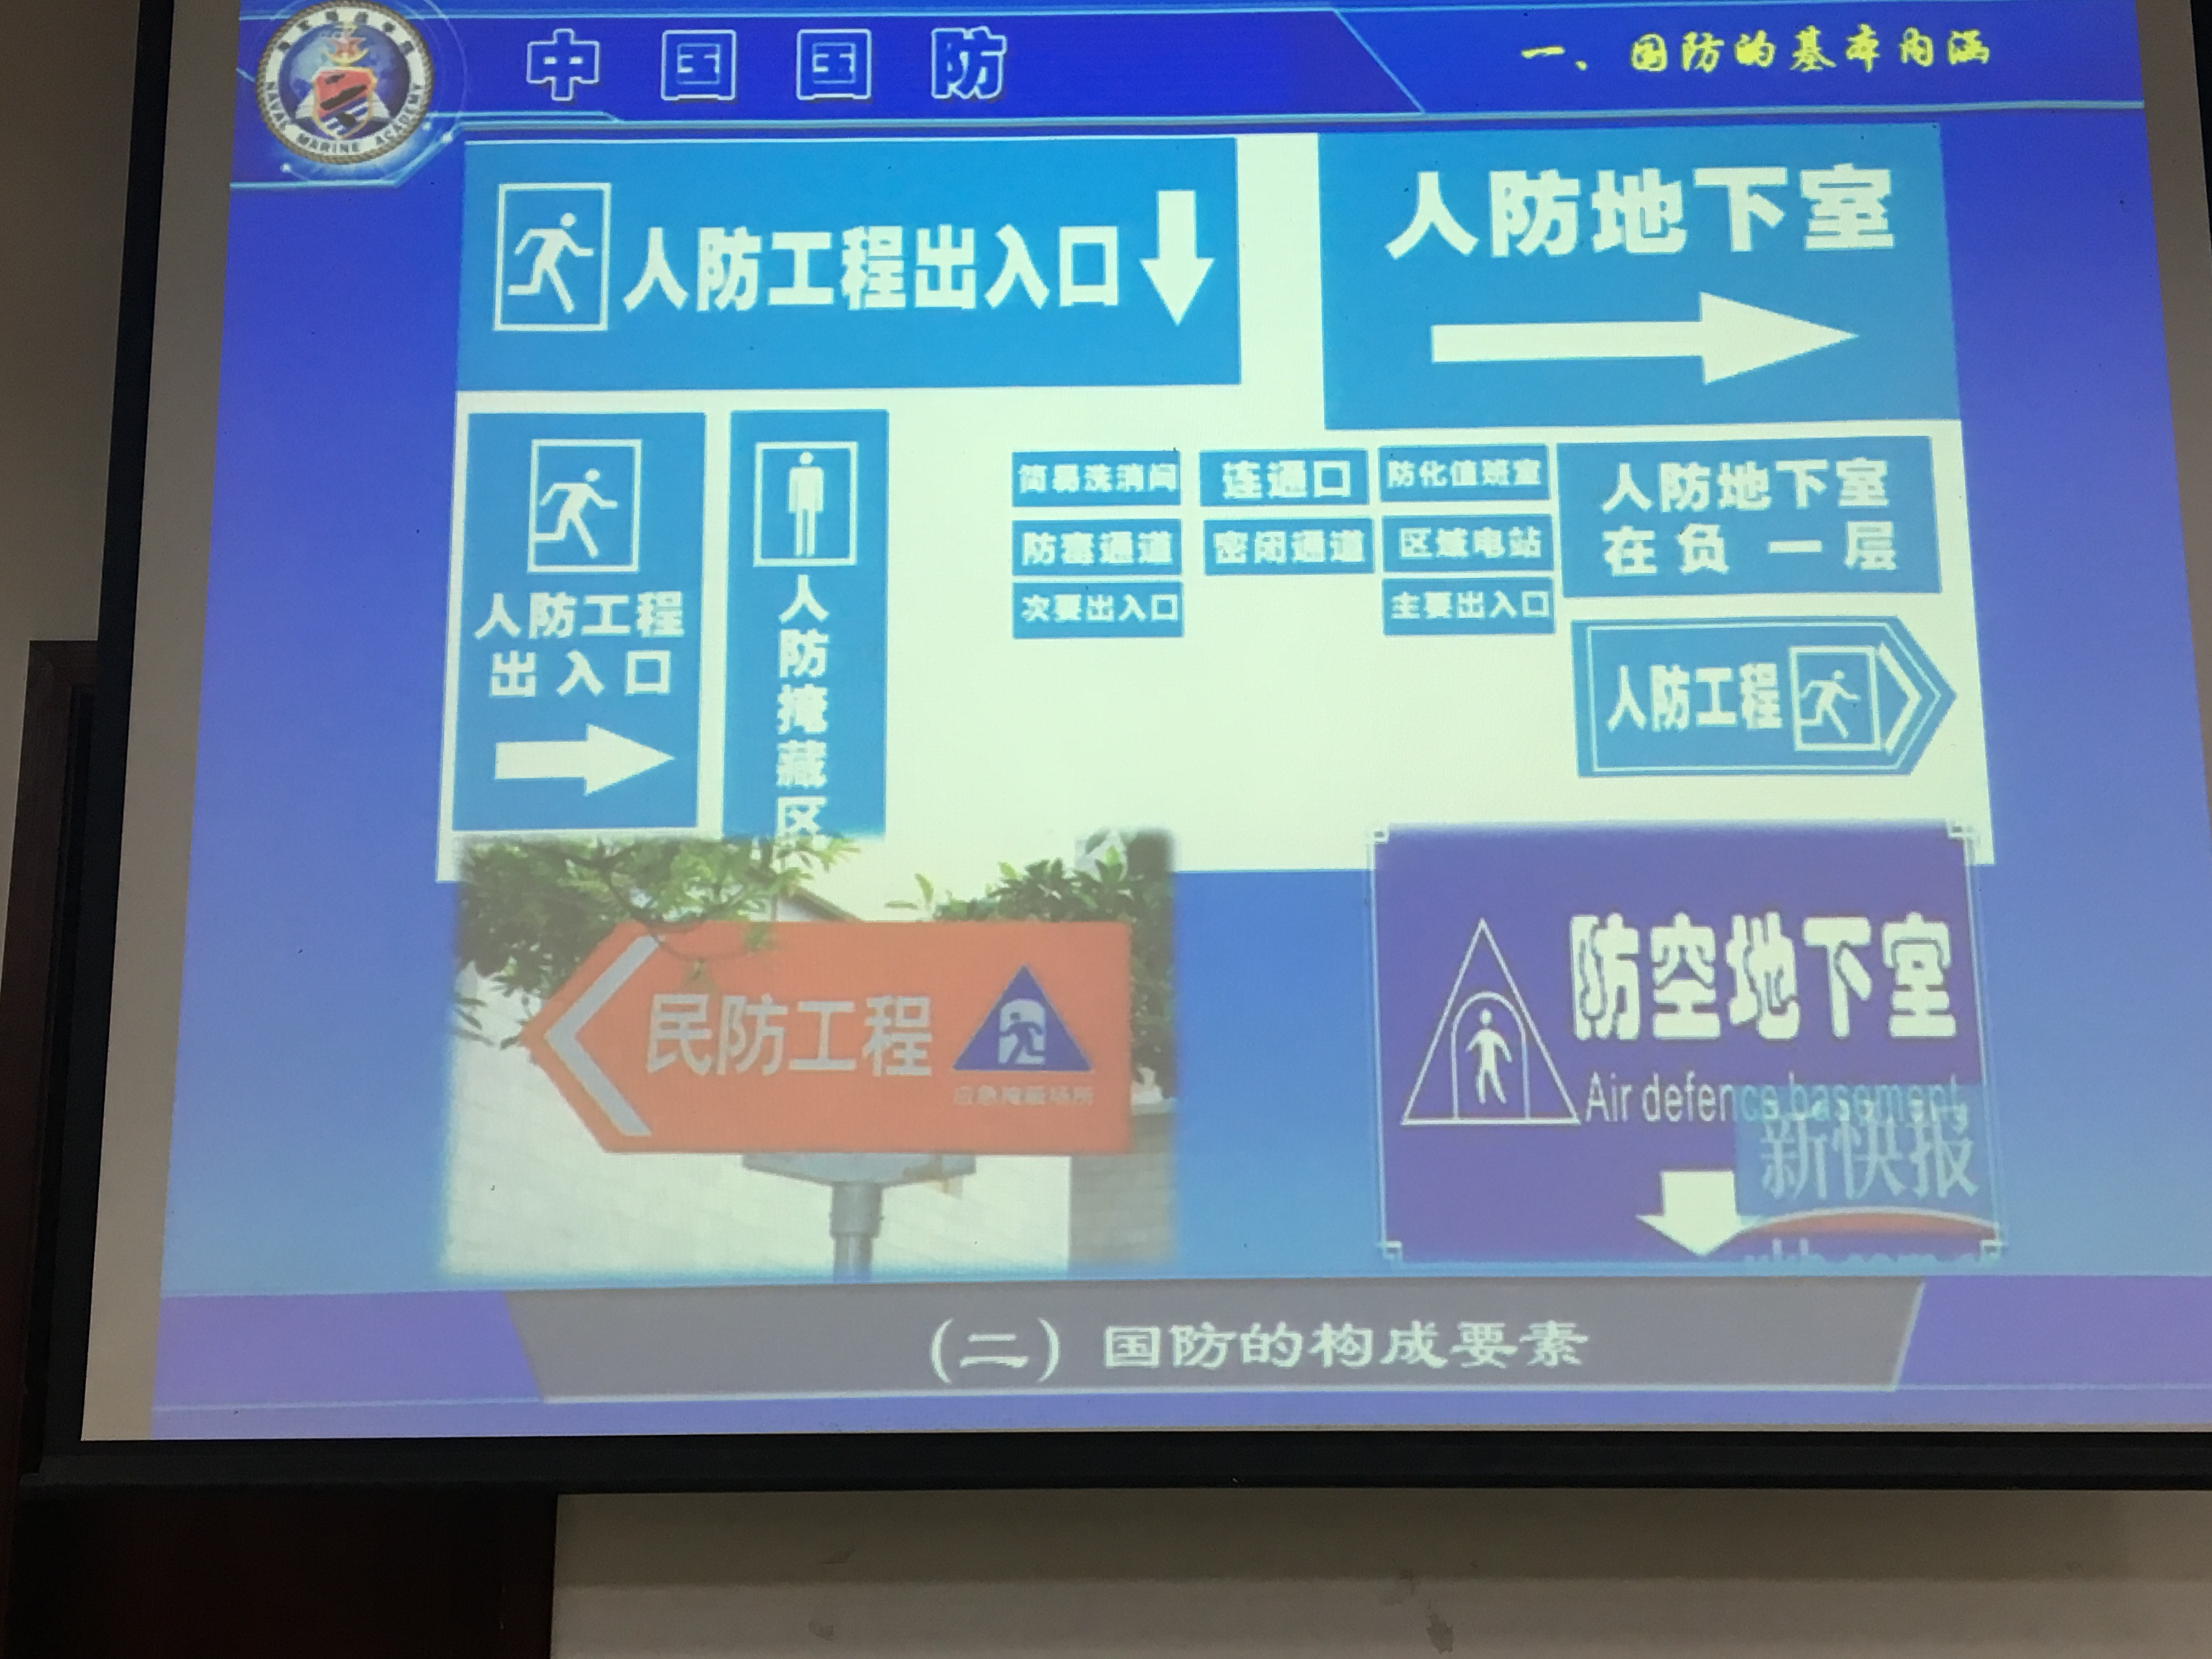 中国国防
一、国防的基本内涵
NAVAL MARINE ACADEMY
人防工程出入口
人防地下室
人防工程
出入口
人防掩藏区
简易洗消间
连通口
防化值班室
防毒通道
密闭通道
区域电站
次要出入口
主要出入口
人防地下室
在负一层
人防工程
民防工程
应急掩蔽场所
防空地下室
Air defence basement
新快报
(二)国防的构成要素